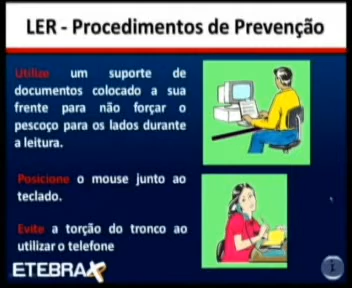 LER - Procedimentos de Prevenção
Utilize um suporte de
documentos colocado a sua
frente para não forçar o
pescoço para os lados durante
a leitura.
Posicione o mouse junto ao
teclado.
Evite a torção do tronco ao
utilizar o telefone
ETEBRAX